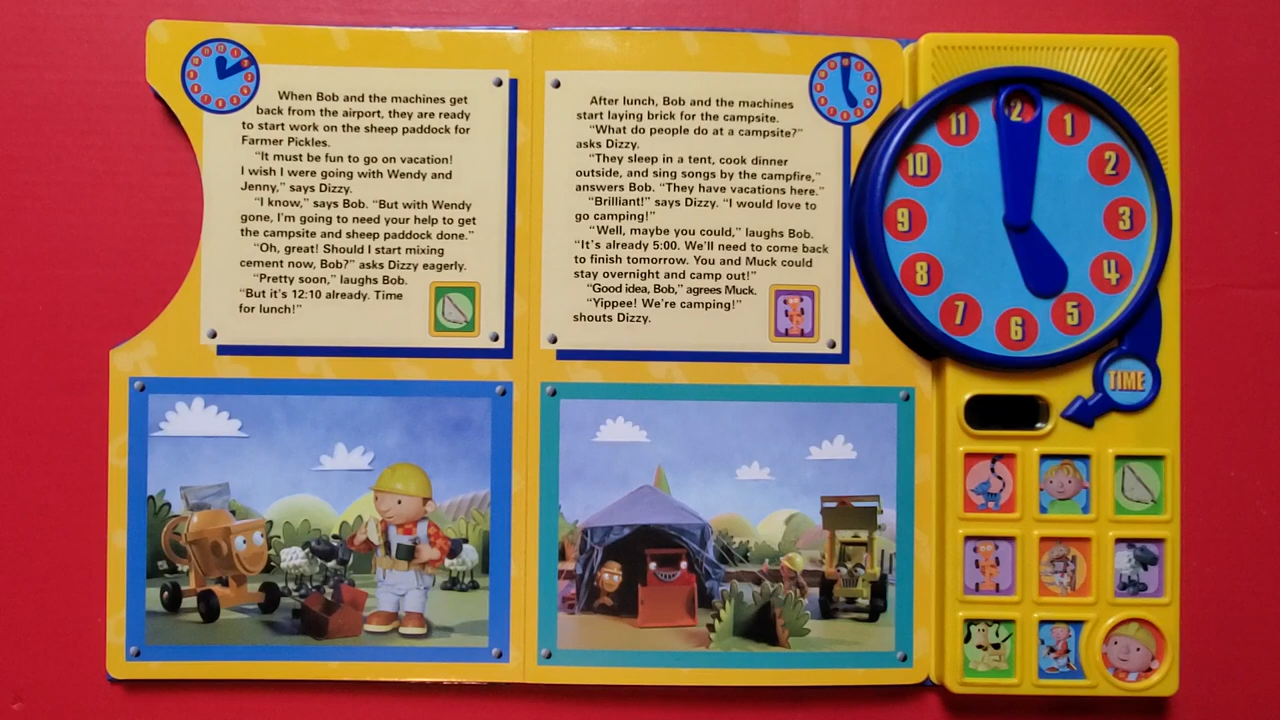 When Bob and the machines get
back from the airport, they are ready
to start work on the sheep paddock for
Farmer Pickles.
"It must be fun to go on vacation!
I wish I were going with Wendy and
Jenny," says Dizzy.
"I know," says Bob. "But with Wendy
gone, I'm going to need your help to get
the campsite and sheep paddock done."
"Oh, great! Should I start mixing
cement now, Bob?" asks Dizzy eagerly.
"Pretty soon," laughs Bob.
"But it's 12:10 already. Time
for lunch!"
After lunch, Bob and the machines
start laying brick for the campsite.
"What do people do at a campsite?"
asks Dizzy.
"They sleep in a tent, cook dinner
outside, and sing songs by the campfire,"
answers Bob. "They have vacations here."
"Brilliant!" says Dizzy. "I would love to
go camping!"
"Well, maybe you could," laughs Bob.
"It's already 5:00. We'll need to come back
to finish tomorrow. You and Muck could
stay overnight and camp out!"
"Good idea, Bob," agrees Muck.
"Yippee! We're camping!"
shouts Dizzy.
2
1
2
3
4
5
6
7
8
9
10
11
TIME